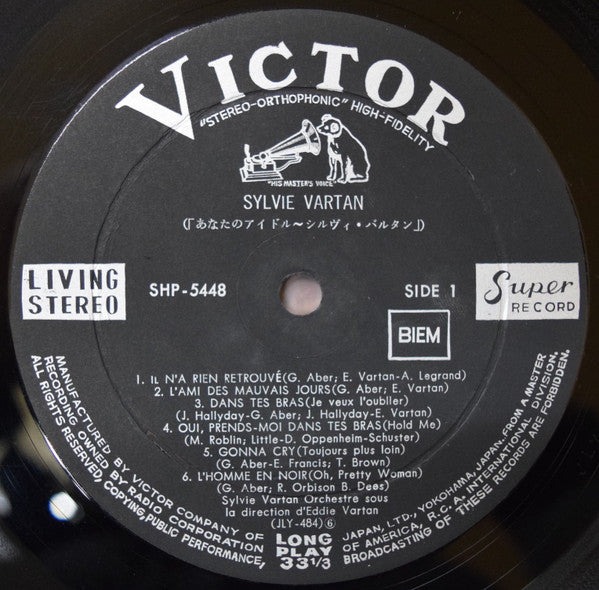 VICTOR
"STEREO-ORTHOPHONIC" HIGH-FIDELITY
"HIS MASTER'S VOICE"
SYLVIE VARTAN
(『あなたのアイドル~シルヴィ・バルタン』)
LIVING
STEREO
SHP-5448
SIDE 1
Super
RECORD
BIEM
1. IL N'A RIEN RETROUVÉ(G. Aber; E. Vartan-A. Legrand)
2. L'AMI DES MAUVAIS JOURS(G. Aber; E. Vartan)
3. DANS TES BRAS(Je veux l'oublier)
(J. Hallyday-G. Aber; J. Hallyday-E. Vartan)
4. OUI, PRENDS-MOI DANS TES BRAS(Hold Me)
(M. Roblin; Little-D. Oppenheim-Schuster)
5. GONNA CRY(Toujours plus loin)
(G. Aber-E. Francis; T. Brown)
6. L'HOMME EN NOIR(Oh, Pretty Woman)
(G. Aber; R. Orbison B. Dees)
Sylvie Vartan Orchestre sous
la direction d'Eddie Vartan
(JLY-484)⑥
LONG
PLAY
33 1/3
MANUFACTURED BY VICTOR COMPANY OF JAPAN, LTD., YOKOHAMA, JAPAN-FROM A MASTER
RECORDING OWNED BY RADIO CORPORATION OF AMERICA, R.C.A. INTERNATIONAL DIVISION.
ALL RIGHTS RESERVED, COPYING, PUBLIC PERFORMANCE, BROADCASTING OF THESE RECORDS ARE FORBIDDEN.